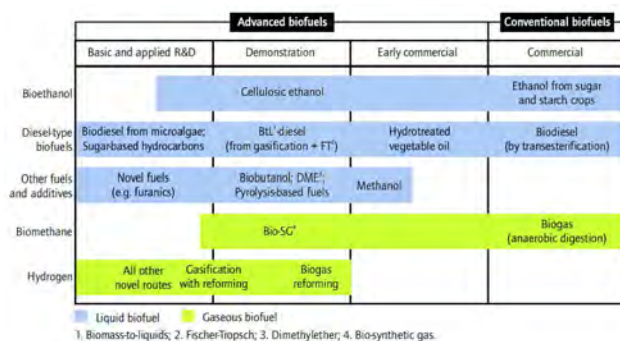 Advanced biofuels Conventional biofuels
Basic and applied R&D Demonstration Early commercial Commercial
Bioethanol Cellulosic ethanol Ethanol from sugar
and starch crops
Diesel-type Biodiesel from microalgae; BtL¹-diesel Hydrotreated Biodiesel
biofuels Sugar-based hydrocarbons (from gasification + FT²) vegetable oil (by transesterification)
Other fuels Novel fuels Biobutanol; DME³; Methanol
and additives (e.g. furanics) Pyrolysis-based fuels
Biomethane Bio-SG⁴ Biogas
(anaerobic digestion)
Hydrogen All other Gasification Biogas
novel routes with reforming reforming
Liquid biofuel Gaseous biofuel
1. Biomass-to-liquids; 2. Fischer-Tropsch; 3. Dimethylether; 4. Bio-synthetic gas.